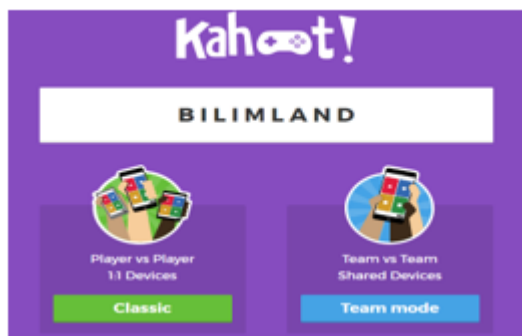 Kahoot!
BILIMLAND
Player vs Player
1:1 Devices
Classic
Team vs Team
Shared Devices
Team mode